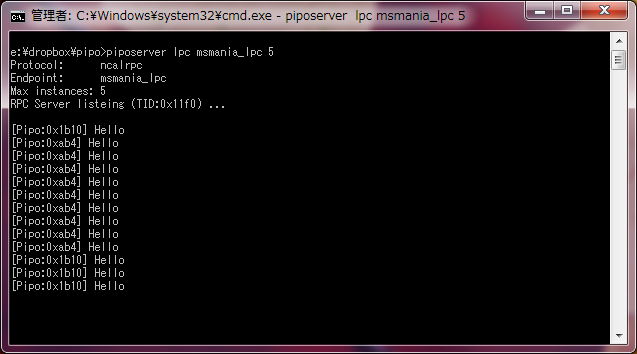 管理者: C:¥Windows¥system32¥cmd.exe - piposerver  lpc msmania_lpc 5
e:¥dropbox¥pipo>piposerver lpc msmania_lpc 5
Protocol:      ncalrpc
Endpoint:      msmania_lpc
Max instances: 5
RPC Server listeing (TID:0x11f0) ...
[Pipo:0x1b10] Hello
[Pipo:0xab4] Hello
[Pipo:0xab4] Hello
[Pipo:0xab4] Hello
[Pipo:0xab4] Hello
[Pipo:0xab4] Hello
[Pipo:0xab4] Hello
[Pipo:0xab4] Hello
[Pipo:0xab4] Hello
[Pipo:0xab4] Hello
[Pipo:0x1b10] Hello
[Pipo:0x1b10] Hello
[Pipo:0x1b10] Hello